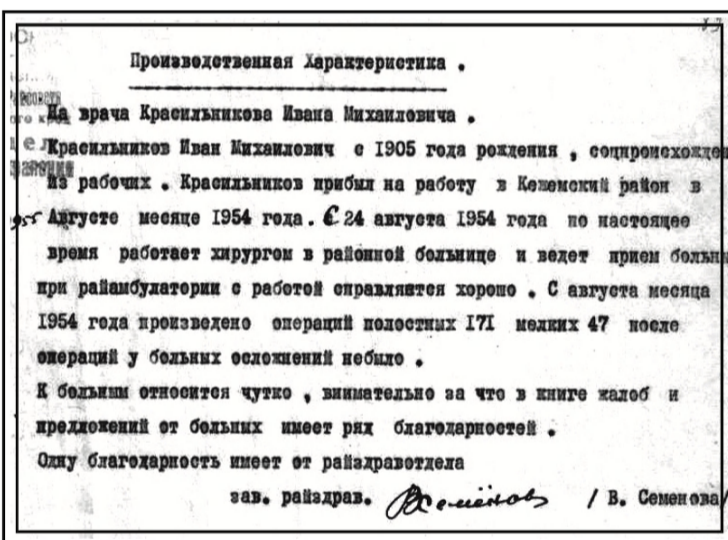 Производственная Характеристика .
На врача Красильникова Ивана Михаиловича .
Красильников Иван Михаилович с 1905 года рождения , соцпроисхожден
из рабочих . Красильников прибыл на работу в Кежемский район в
Августе месяце 1954 года. С 24 августа 1954 года по настоящее
время работает хирургом в районной больнице и ведет прием больн
при райамбулатории с работой справляится хорошо . С августа месяца
1954 года произведено операций полостных 171 мелких 47 после
операций у больных осложнений небыло .
К больным относится чутко , внимательно за что в книге жалоб и
предложений от больных имеет ряд благодарностей .
Одну благодарность имеет от райздравотдела
зав. райздрав. ВСемёнов / В. Семенова/